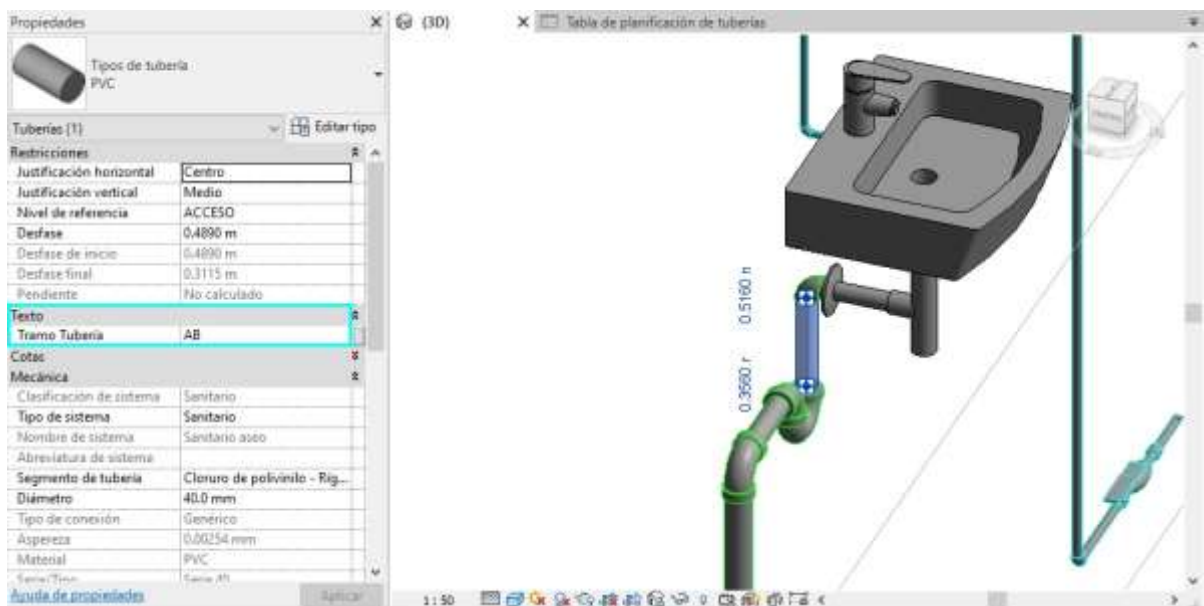 Propiedades
(3D)
Tabla de planificación de tuberías
Tipos de tubería
PVC
Tuberías (1)
Editar tipo
Restricciones
Justificación horizontal Centro
Justificación vertical Medio
Nivel de referencia ACCESO
Desfase 0.4890 m
Desfase de inicio 0.4890 m
Desfase final 0.3115 m
Pendiente No calculado
Texto
Tramo Tubería AB
Cotas
Mecánica
Clasificación de sistema Sanitario
Tipo de sistema Sanitario
Nombre de sistema Sanitario aseo
Abreviatura de sistema
Segmento de tubería Cloruro de polivinilo - Rig...
Diámetro 40.0 mm
Tipo de conexión Genérico
Aspereza 0.00254 mm
Material PVC
Serie/Tipo Serie 40
Ayuda de propiedades
Aplicar
0.5160
0.3560
1:50